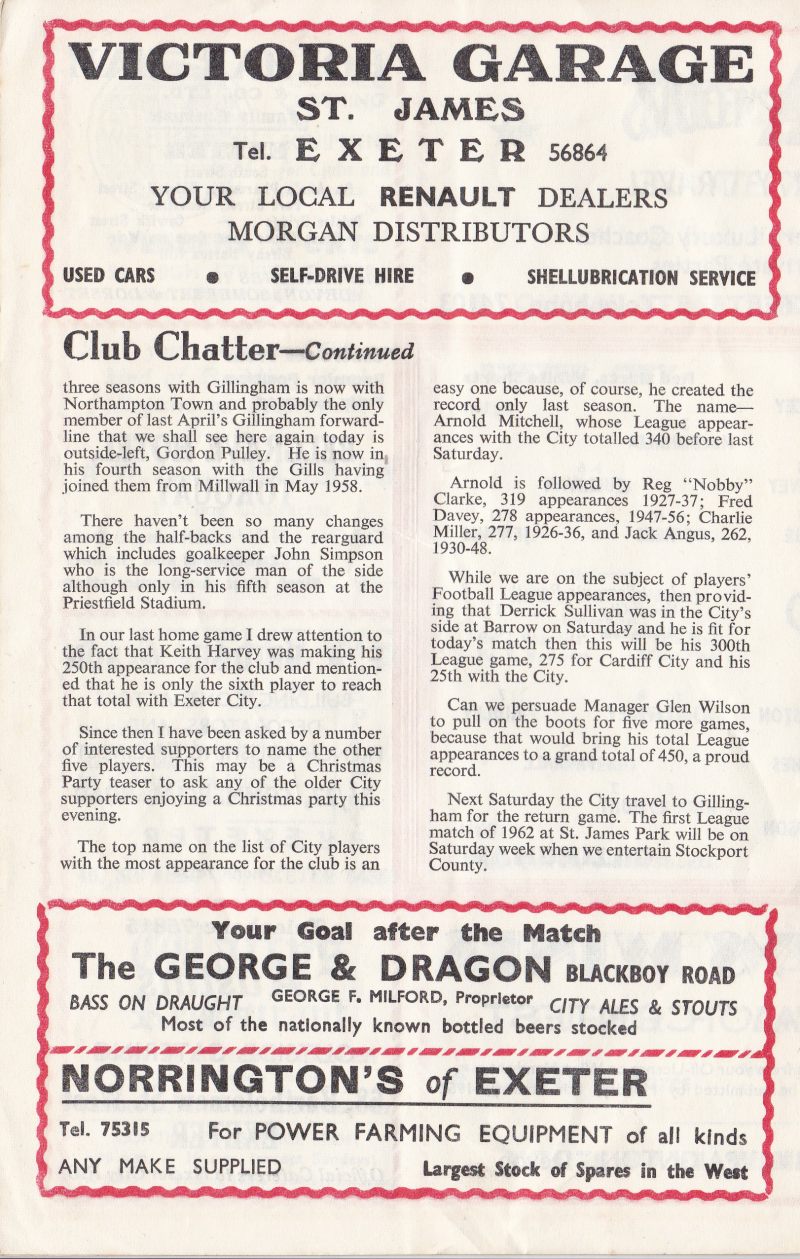 VICTORIA GARAGE
ST. JAMES
Tel. EXETER 56864
YOUR LOCAL RENAULT DEALERS
MORGAN DISTRIBUTORS
USED CARS • SELF-DRIVE HIRE • SHELLUBRICATION SERVICE
Club Chatter—Continued
three seasons with Gillingham is now with
Northampton Town and probably the only
member of last April's Gillingham forward-
line that we shall see here again today is
outside-left, Gordon Pulley. He is now in
his fourth season with the Gills having
joined them from Millwall in May 1958.
There haven't been so many changes
among the half-backs and the rearguard
which includes goalkeeper John Simpson
who is the long-service man of the side
although only in his fifth season at the
Priestfield Stadium.
In our last home game I drew attention to
the fact that Keith Harvey was making his
250th appearance for the club and mention-
ed that he is only the sixth player to reach
that total with Exeter City.
Since then I have been asked by a number
of interested supporters to name the other
five players. This may be a Christmas
Party teaser to ask any of the older City
supporters enjoying a Christmas party this
evening.
The top name on the list of City players
with the most appearance for the club is an
easy one because, of course, he created the
record only last season. The name—
Arnold Mitchell, whose League appear-
ances with the City totalled 340 before last
Saturday.
Arnold is followed by Reg "Nobby"
Clarke, 319 appearances 1927-37; Fred
Davey, 278 appearances, 1947-56; Charlie
Miller, 277, 1926-36, and Jack Angus, 262,
1930-48.
While we are on the subject of players'
Football League appearances, then provid-
ing that Derrick Sullivan was in the City's
side at Barrow on Saturday and he is fit for
today's match then this will be his 300th
League game, 275 for Cardiff City and his
25th with the City.
Can we persuade Manager Glen Wilson
to pull on the boots for five more games,
because that would bring his total League
appearances to a grand total of 450, a proud
record.
Next Saturday the City travel to Gilling-
ham for the return game. The first League
match of 1962 at St. James Park will be on
Saturday week when we entertain Stockport
County.
Your Goal after the Match
The GEORGE & DRAGON BLACKBOY ROAD
BASS ON DRAUGHT GEORGE F. MILFORD, Proprietor CITY ALES & STOUTS
Most of the nationally known bottled beers stocked
NORRINGTON'S of EXETER
Tel. 75315 For POWER FARMING EQUIPMENT of all kinds
ANY MAKE SUPPLIED Largest Stock of Spares in the West